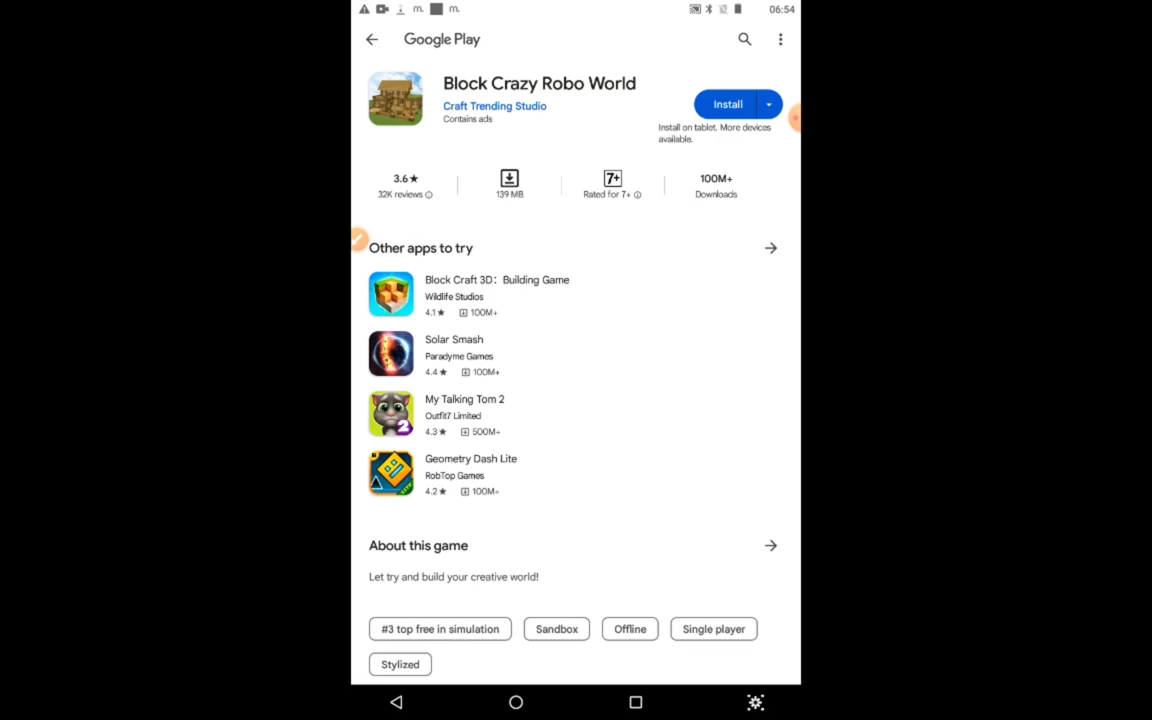 06:54
Google Play
Block Crazy Robo World
Craft Trending Studio
Contains ads
Install
Install on tablet. More devices
available.
3.6★
32K reviews
139 MB
7+
Rated for 7+
100M+
Downloads
Other apps to try
Block Craft 3D: Building Game
Wildlife Studios
4.1★ 100M+
Solar Smash
Paradyme Games
4.4★ 100M+
My Talking Tom 2
Outfit7 Limited
4.3★ 500M+
Geometry Dash Lite
RobTop Games
4.2★ 100M+
About this game
Let try and build your creative world!
#3 top free in simulation
Sandbox
Offline
Single player
Stylized